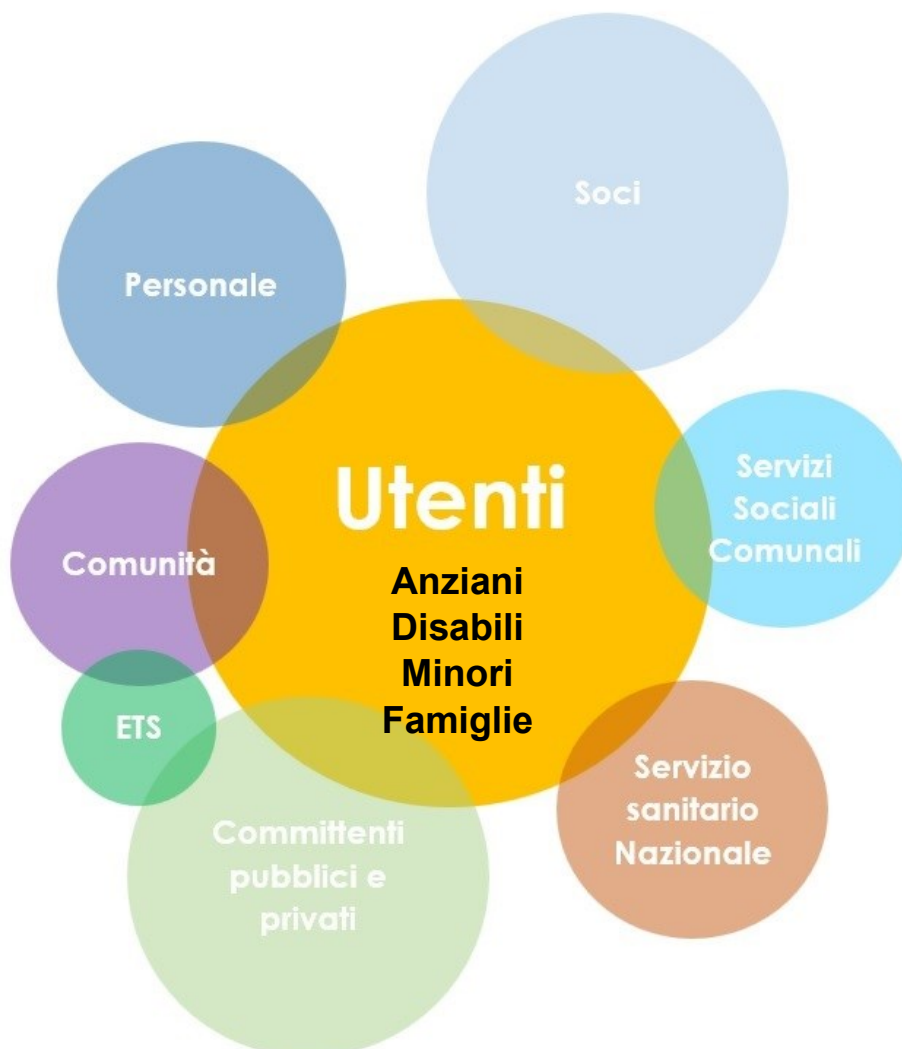 Soci
Personale
Utenti
Anziani
Disabili
Minori
Famiglie
Servizi
Sociali
Comunali
Comunità
ETS
Servizio
sanitario
Nazionale
Committenti
pubblici e
privati